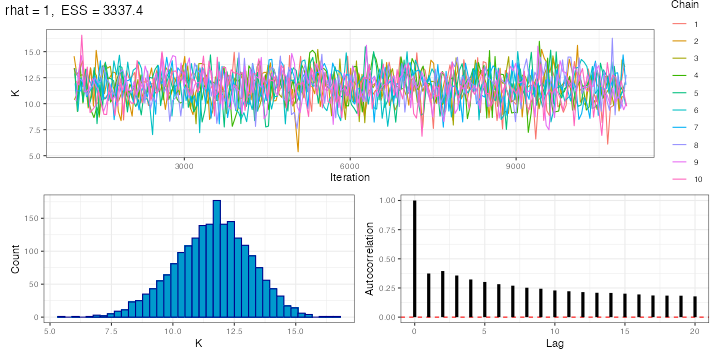 rhat = 1, ESS = 3337.4
Chain
1
2
3
4
5
6
7
8
9
10
K
15.0
12.5
10.0
7.5
5.0
3000 6000 9000
Iteration
Count
150
100
50
0
5.0 7.5 10.0 12.5 15.0
K
Autocorrelation
1.00
0.75
0.50
0.25
0.00
0 5 10 15 20
Lag